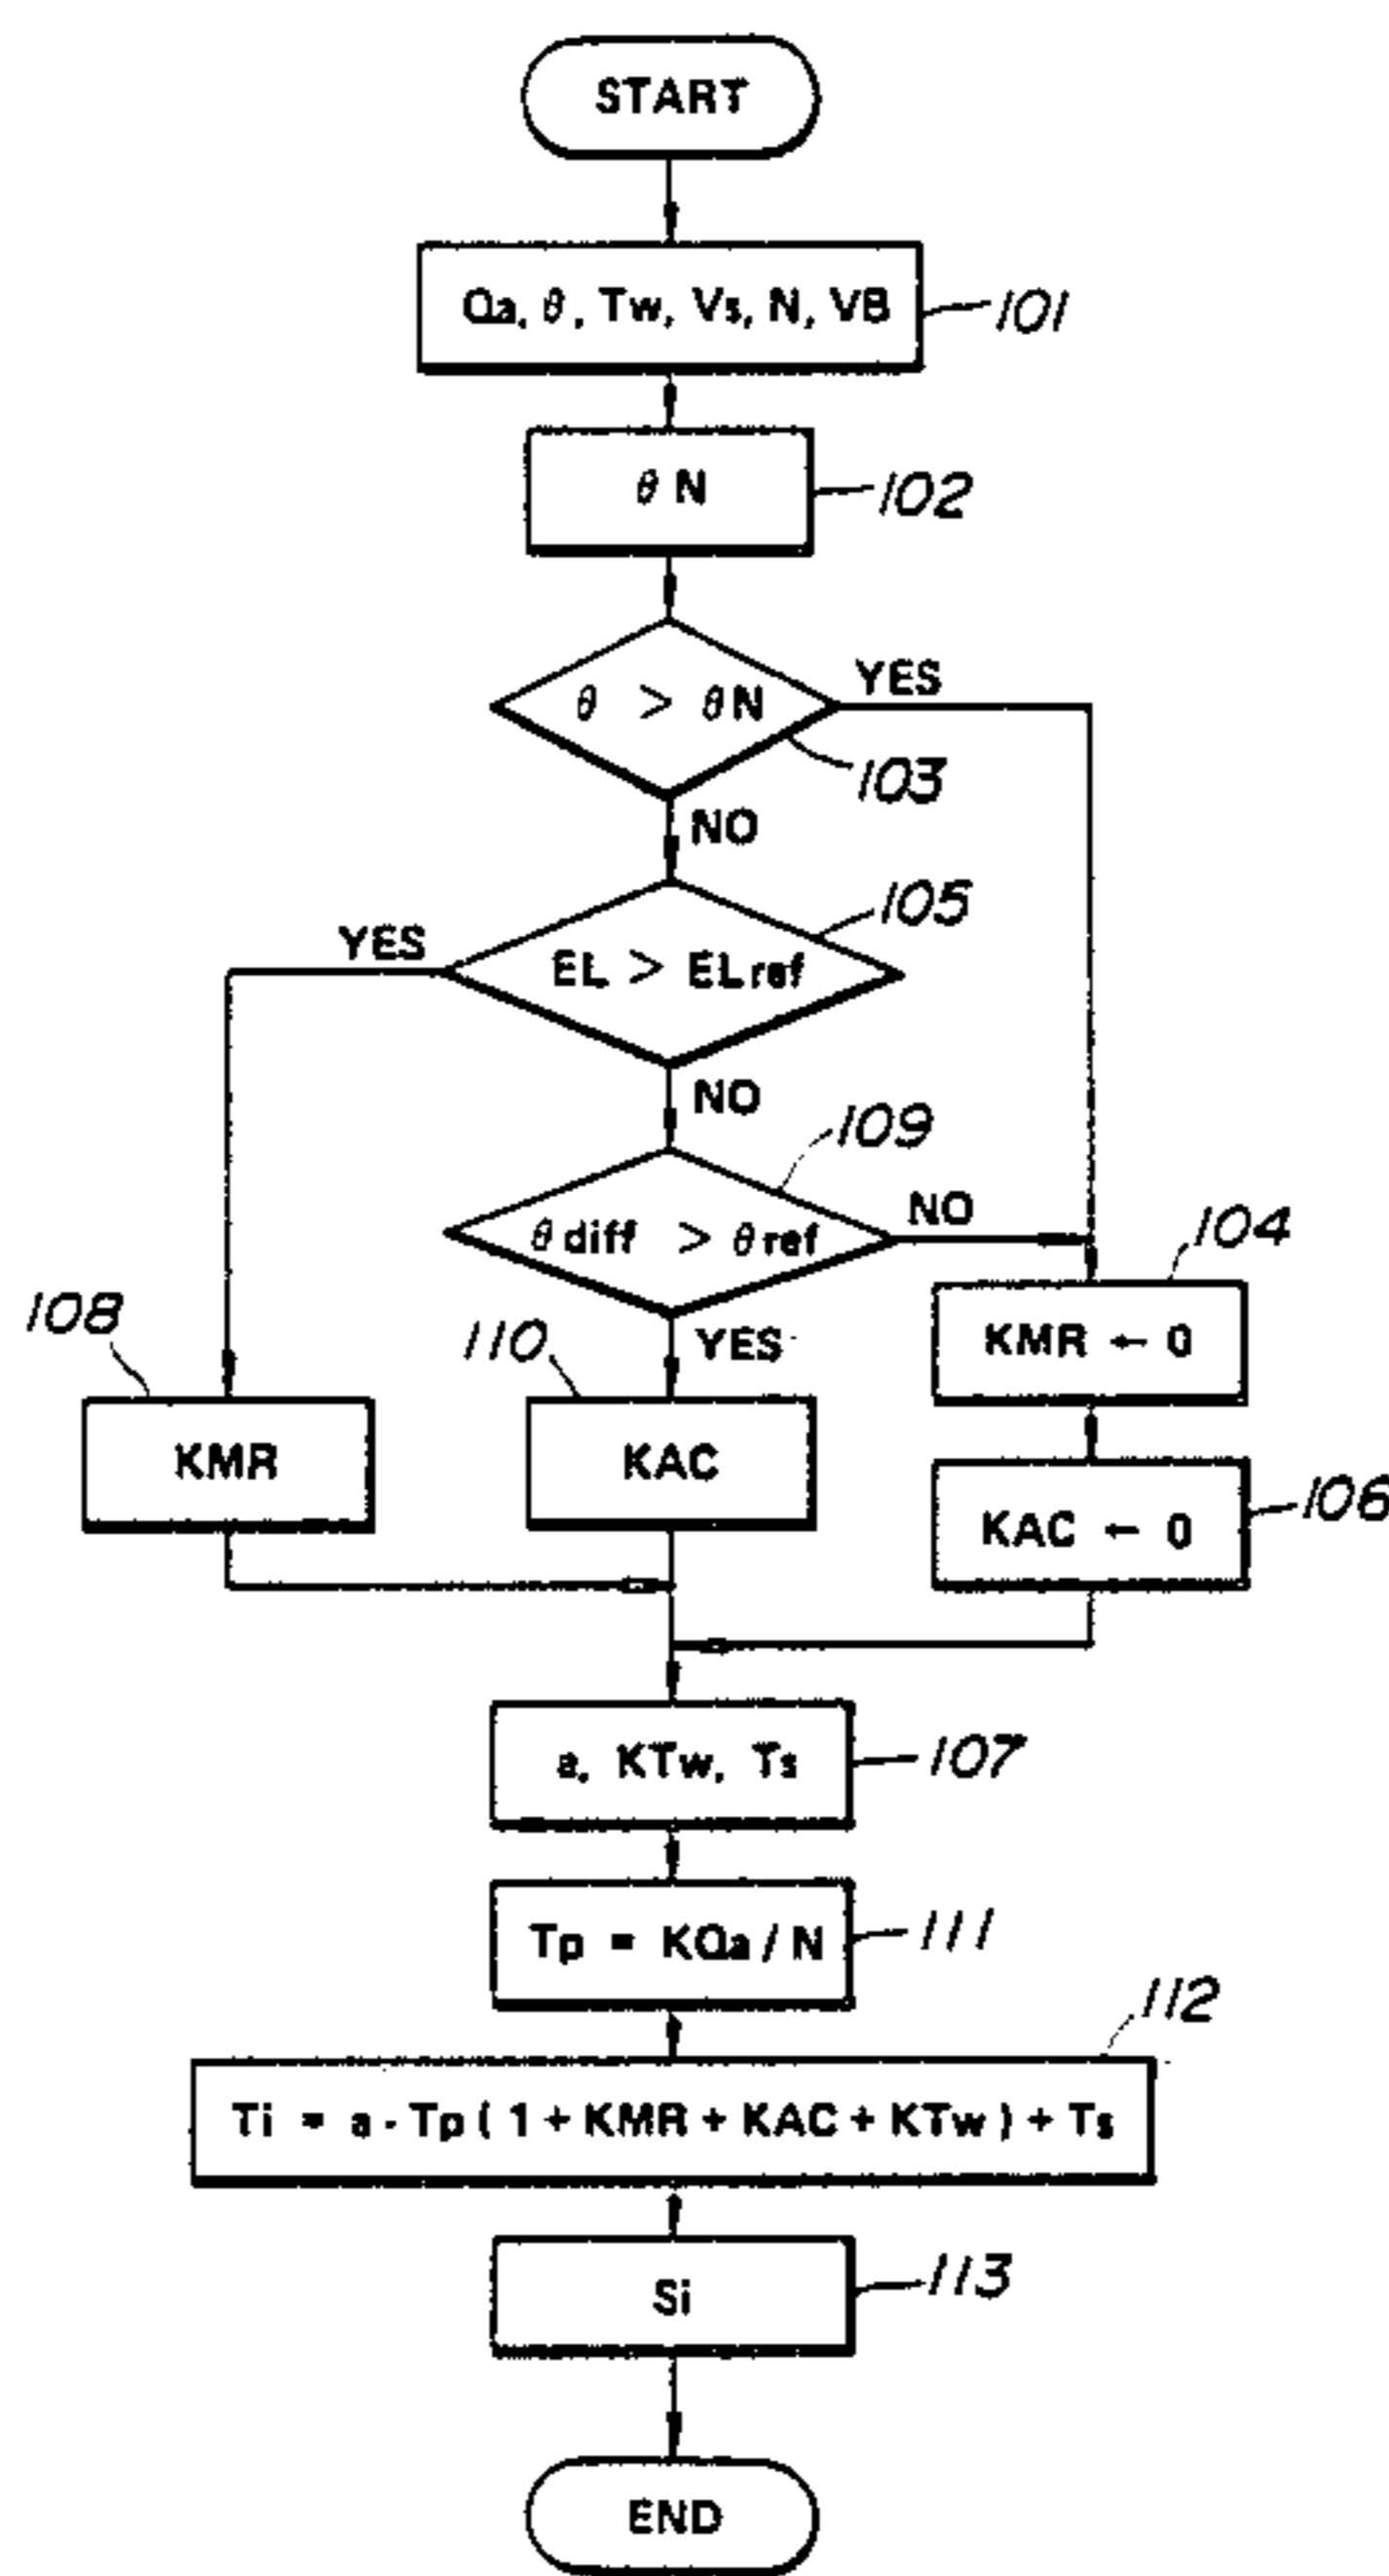 START
Qa, θ, Tw, Vs, N, VB
101
θ N
102
θ > θN
YES
103
NO
105
YES
EL > ELref
NO
109
θdiff > θref
NO
104
108
110
YES
KMR ← 0
KMR
KAC
KAC ← 0
106
a, KTw, Ts
107
Tp = KQa / N
111
112
Ti = a - Tp ( 1 + KMR + KAC + KTw ) + Ts
Si
113
END